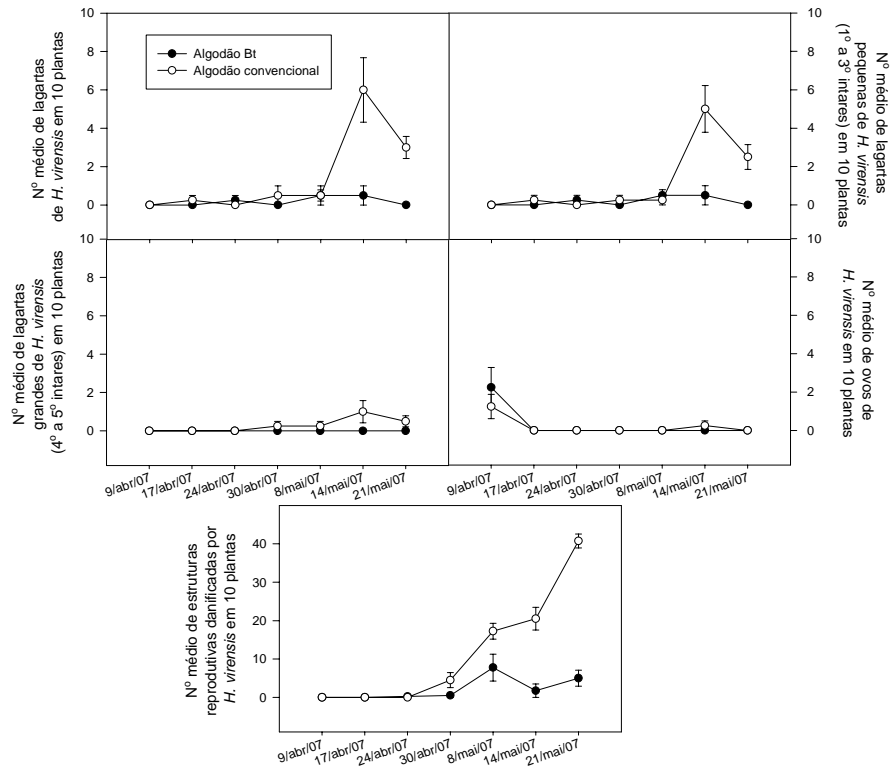 10
8
6
4
2
0
Nº médio de lagartas
de H. virensis em 10 plantas
Algodão Bt
Algodão convencional
10
8
6
4
2
0
Nº médio de lagartas
pequenas de H. virensis
(1º a 3º intares) em 10 plantas
10
8
6
4
2
0
Nº médio de lagartas
grandes de H. virensis
(4º a 5º intares) em 10 plantas
9/abr/07
17/abr/07
24/abr/07
30/abr/07
8/mai/07
14/mai/07
21/mai/07
10
8
6
4
2
0
Nº médio de ovos de
H. virensis em 10 plantas
9/abr/07
17/abr/07
24/abr/07
30/abr/07
8/mai/07
14/mai/07
21/mai/07
40
30
20
10
0
Nº médio de estruturas
reprodutivas danificadas por
H. virensis em 10 plantas
9/abr/07
17/abr/07
24/abr/07
30/abr/07
8/mai/07
14/mai/07
21/mai/07